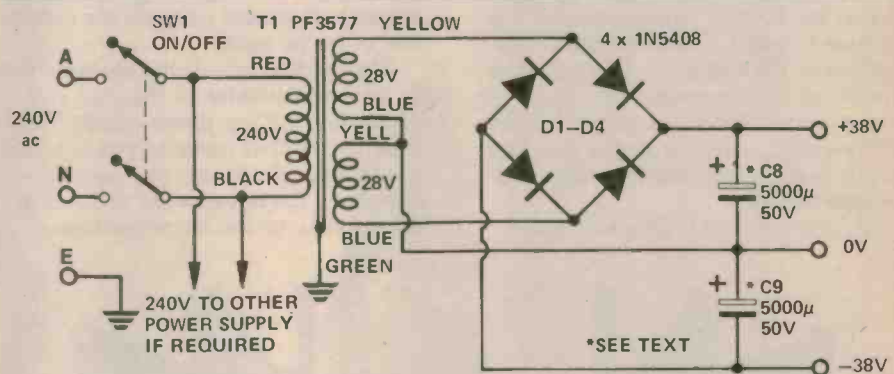 SW1
ON/OFF
T1 PF3577
YELLOW
4 x 1N5408
A
RED
28V
BLUE
240V
ac
240V
YELL
D1–D4
+38V
+ * C8
5000μ
50V
N
BLACK
28V
BLUE
0V
E
GREEN
+ * C9
5000μ
50V
240V TO OTHER
POWER SUPPLY
IF REQUIRED
*SEE TEXT
–38V